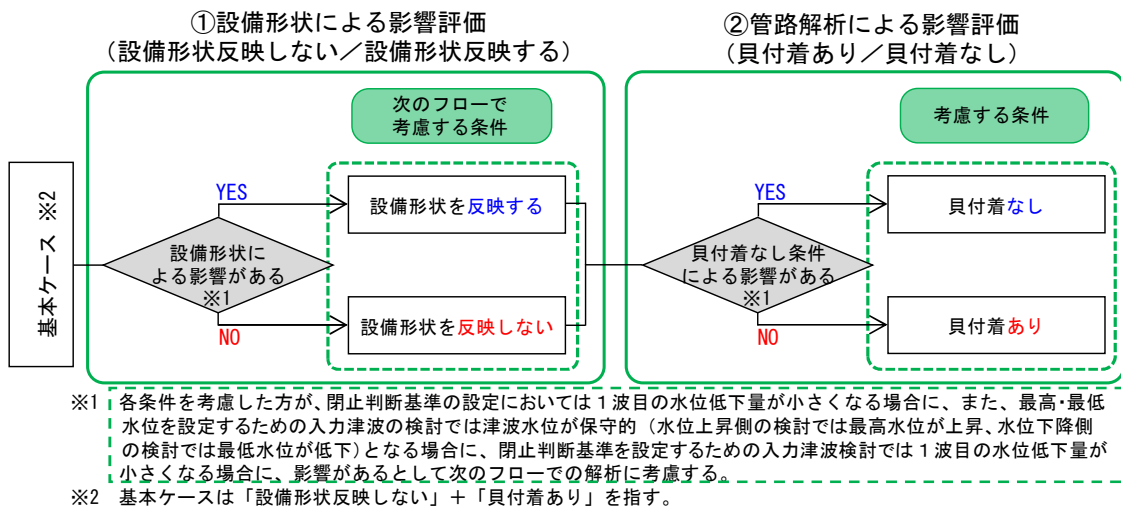 ①設備形状による影響評価
(設備形状反映しない/設備形状反映する)
②管路解析による影響評価
(貝付着あり/貝付着なし)
次のフローで
考慮する条件
考慮する条件
基本ケース ※2
YES
設備形状を反映する
設備形状に
よる影響がある
※1
NO
設備形状を反映しない
YES
貝付着なし
貝付着なし条件
による影響がある
※1
NO
貝付着あり
※1 各条件を考慮した方が、閉止判断基準の設定においては1波目の水位低下量が小さくなる場合に、また、最高・最低
水位を設定するための入力津波の検討では津波水位が保守的(水位上昇側の検討では最高水位が上昇、水位下降側
の検討では最低水位が低下)となる場合に、閉止判断基準を設定するための入力津波検討では1波目の水位低下量が
小さくなる場合に、影響があるとして次のフローでの解析に考慮する。
※2 基本ケースは「設備形状反映しない」+「貝付着あり」を指す。